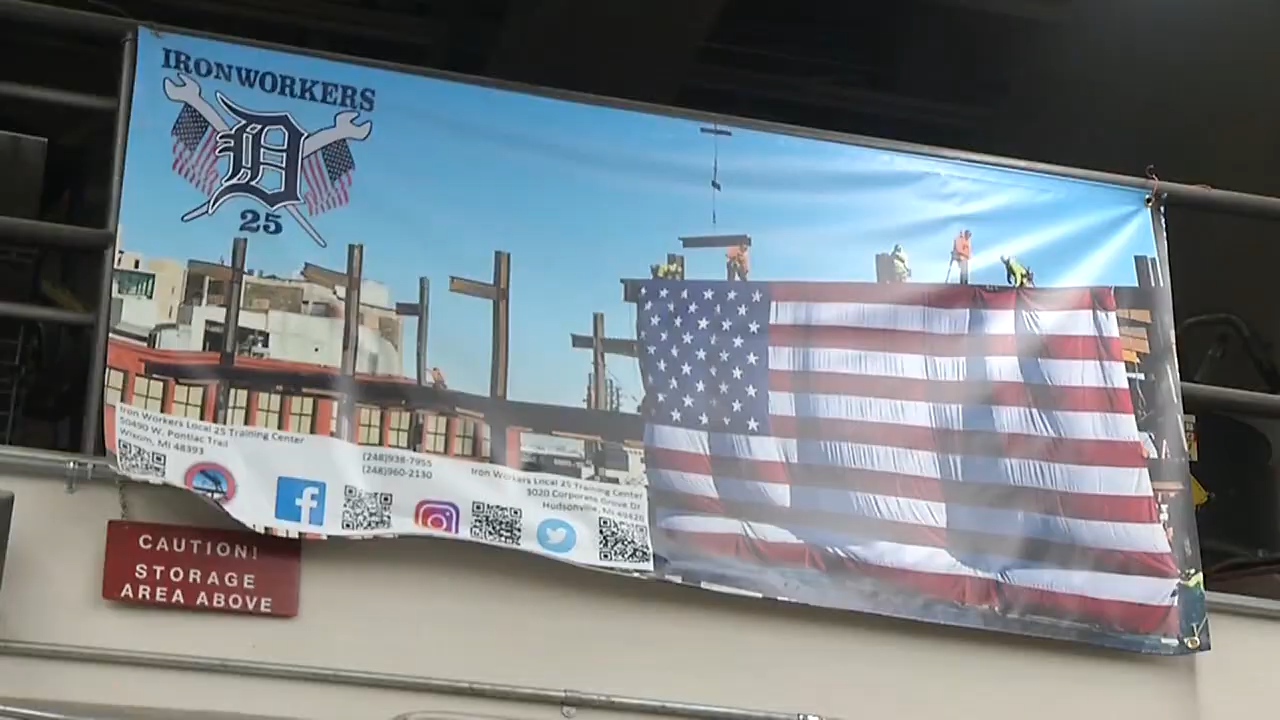 IRONWORKERS
D
25
Iron Workers Local 25 Training Center
50490 W. Pontiac Trail
Wixom, MI 48393
(248)938-7955
(248)960-2130
Iron Workers Local 25 Training Center
3020 Corporate Grove Dr
Hudsonville, MI 49426
CAUTION!
STORAGE
AREA ABOVE